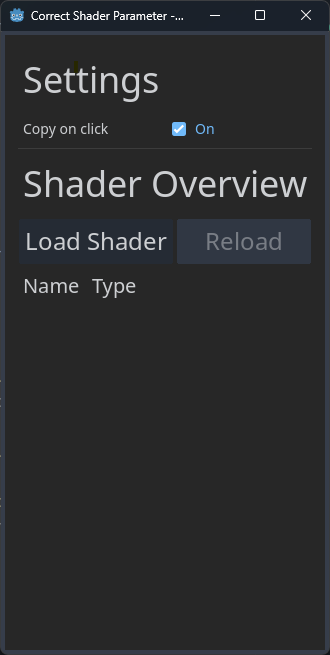 Correct Shader Parameter -...
Settings
Copy on click On
Shader Overview
Load Shader Reload
Name Type